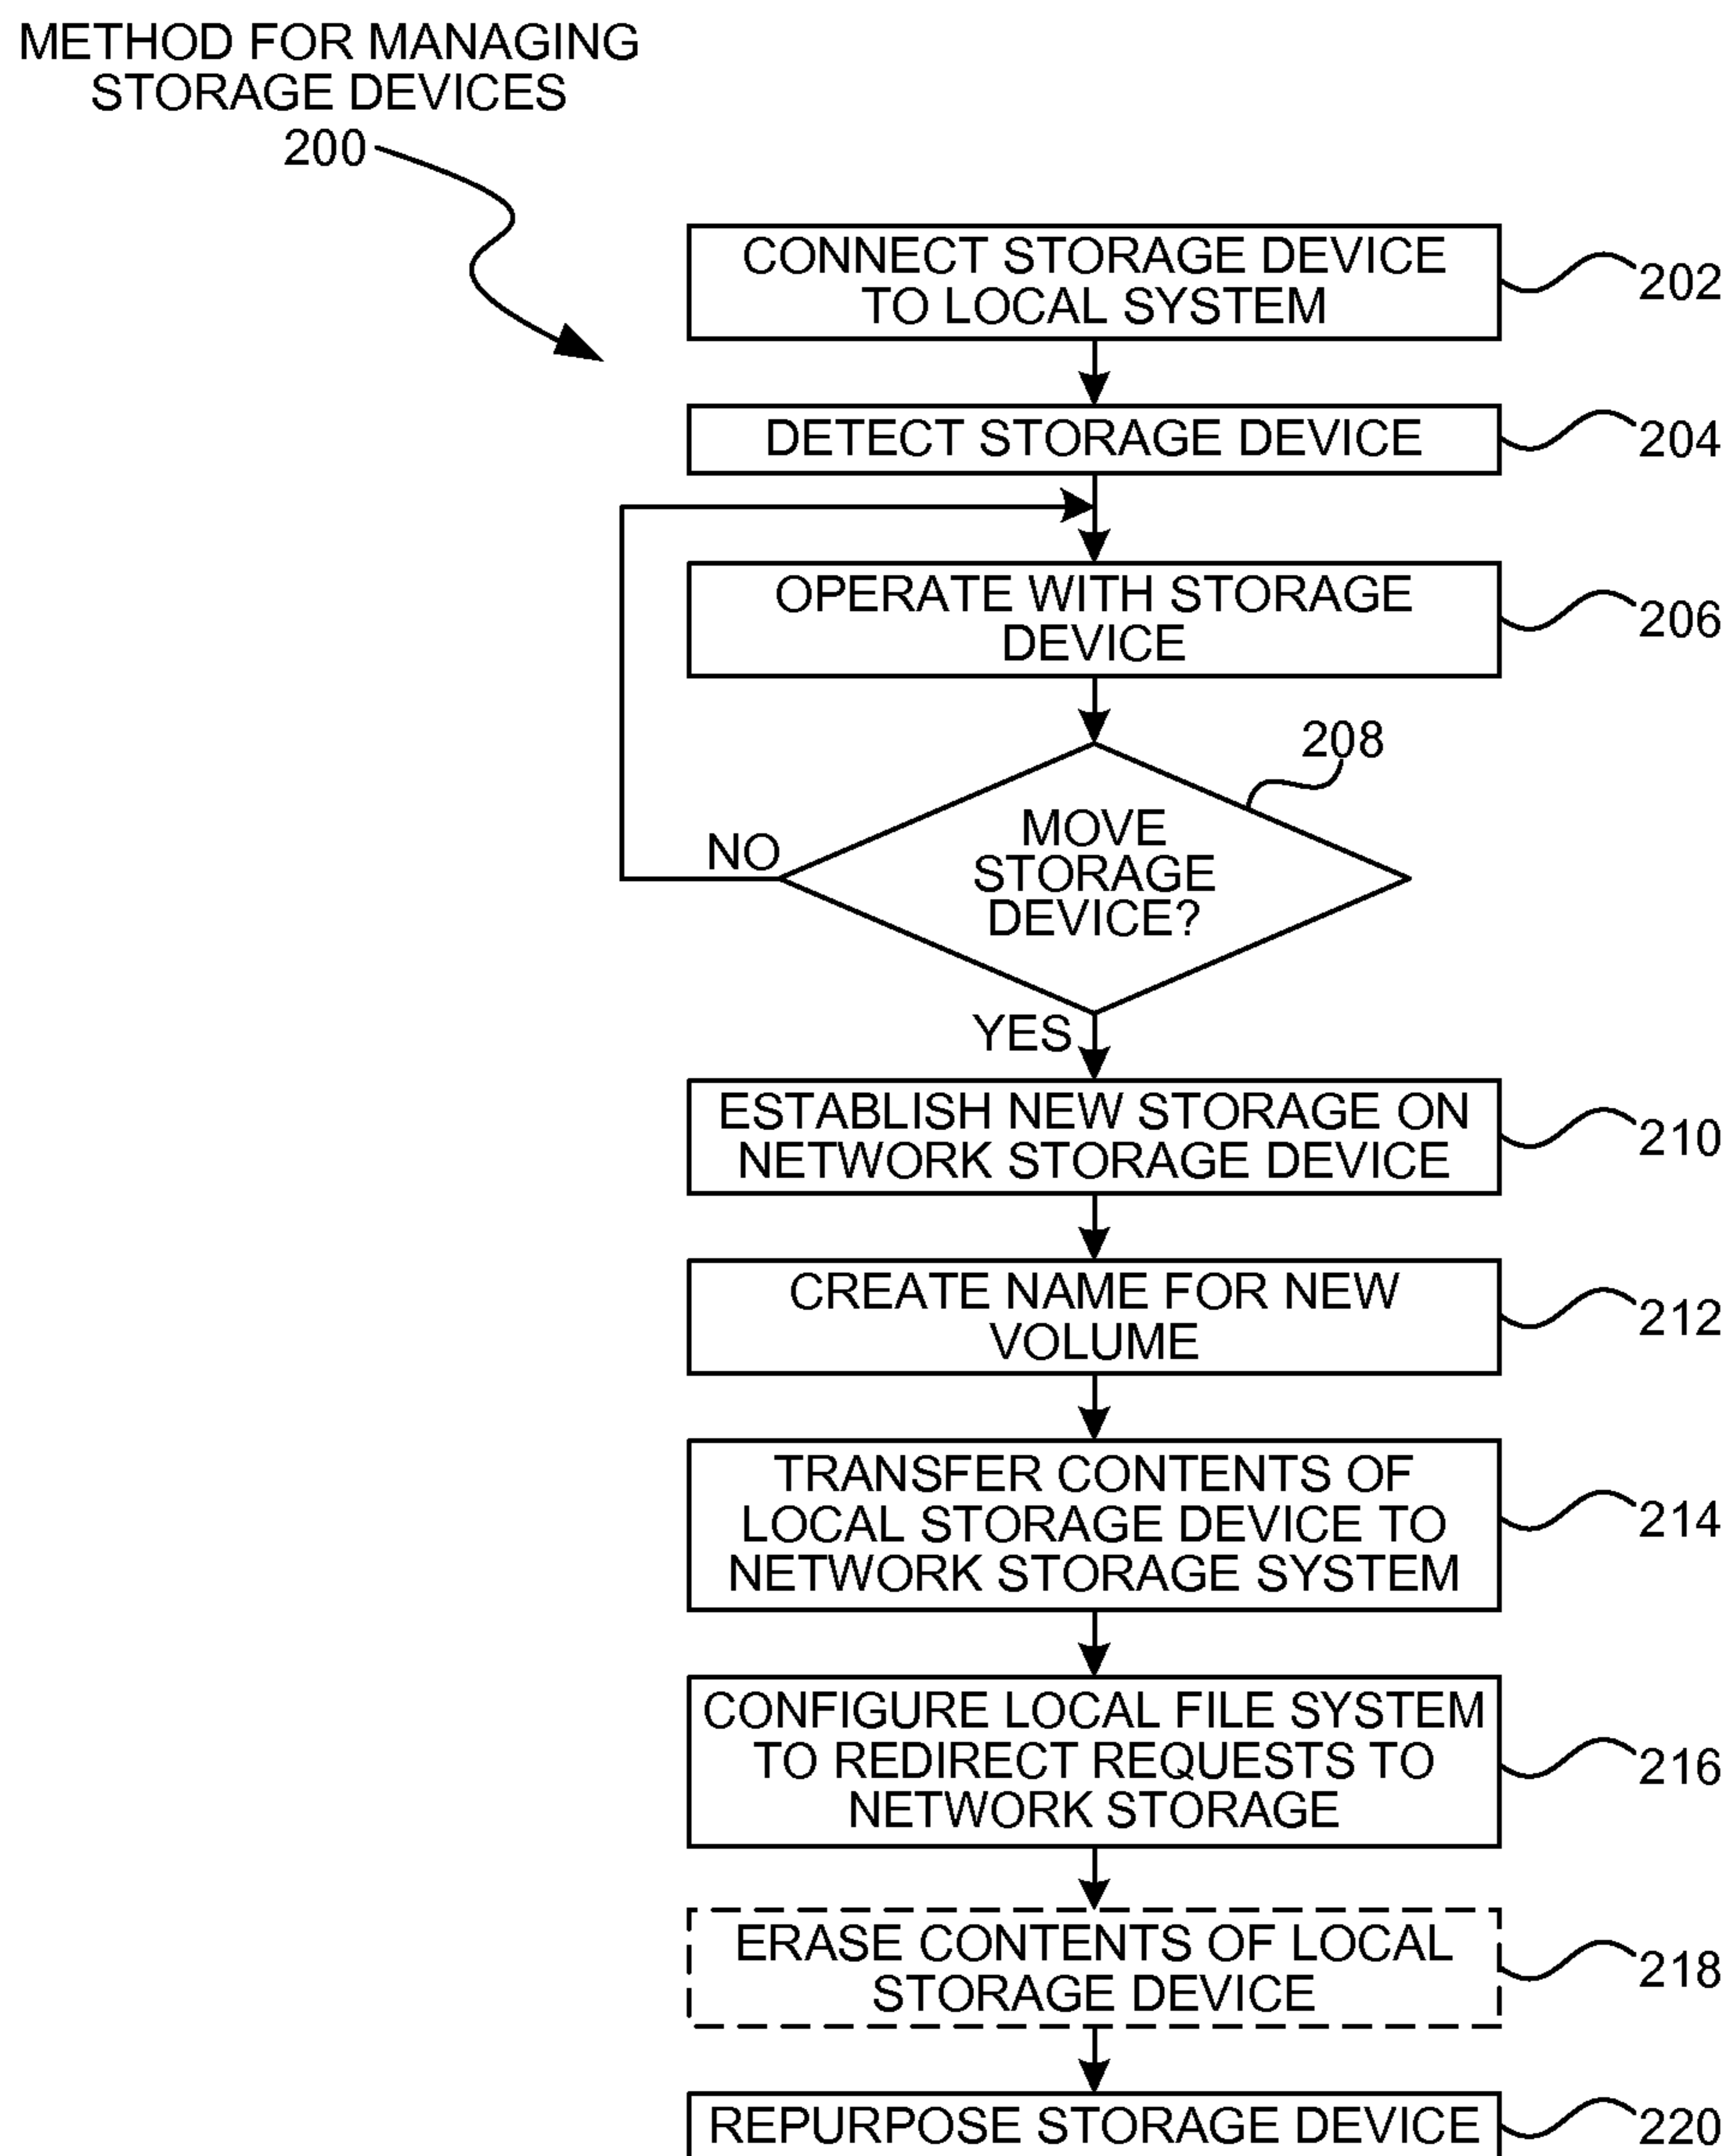 METHOD FOR MANAGING
STORAGE DEVICES
200
CONNECT STORAGE DEVICE
TO LOCAL SYSTEM
202
DETECT STORAGE DEVICE
204
OPERATE WITH STORAGE
DEVICE
206
208
MOVE
STORAGE
DEVICE?
NO
YES
ESTABLISH NEW STORAGE ON
NETWORK STORAGE DEVICE
210
CREATE NAME FOR NEW
VOLUME
212
TRANSFER CONTENTS OF
LOCAL STORAGE DEVICE TO
NETWORK STORAGE SYSTEM
214
CONFIGURE LOCAL FILE SYSTEM
TO REDIRECT REQUESTS TO
NETWORK STORAGE
216
ERASE CONTENTS OF LOCAL
STORAGE DEVICE
218
REPURPOSE STORAGE DEVICE
220